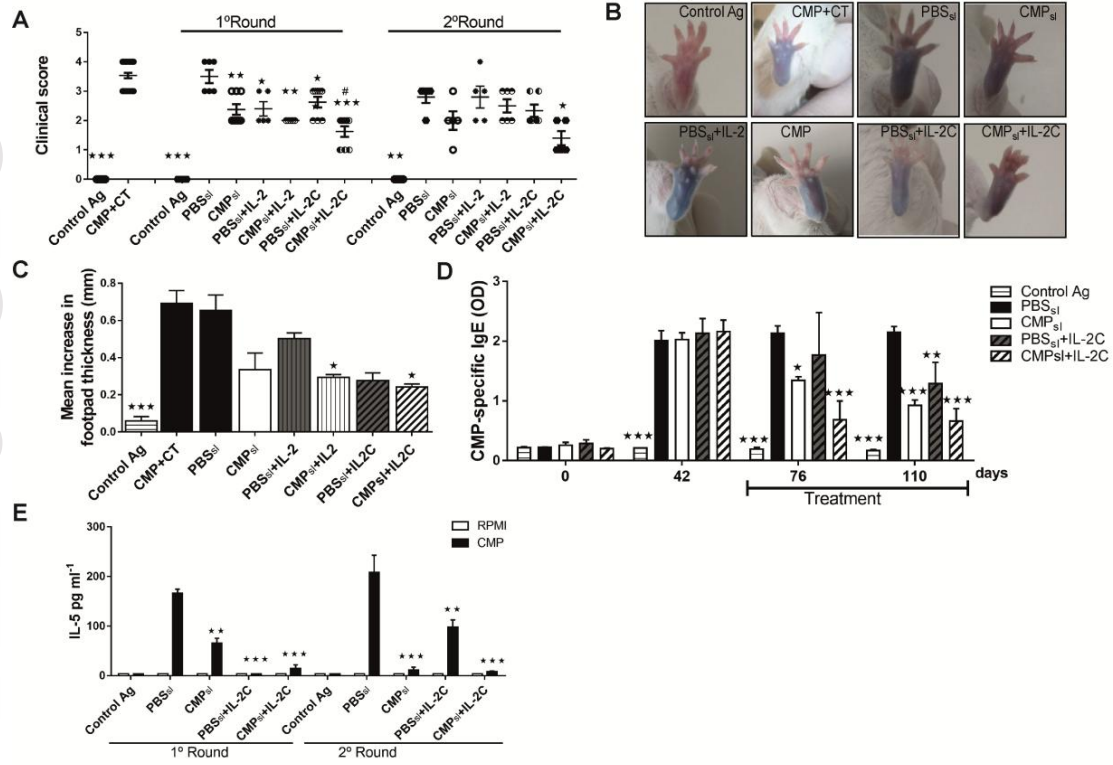 A
1ºRound
2ºRound
Clinical score
5
4
3
2
1
0
★★★
★★★
★★
★
★★
★
#
★★★
★★
★
Control Ag
CMP+CT
Control Ag
PBSsl
CMPsl
PBSsl+IL-2
CMPsl+IL-2
PBSsl+IL-2C
CMPsl+IL-2C
Control Ag
PBSsl
CMPsl
PBSsl+IL-2
CMPsl+IL-2
PBSsl+IL-2C
CMPsl+IL-2C
B
Control Ag
CMP+CT
PBSsl
CMPsl
PBSsl+IL-2
CMP
PBSsl+IL-2C
CMPsl+IL-2C
C
Mean increase in
footpad thickness (mm)
0.8
0.6
0.4
0.2
0.0
★★★
★
★
Control Ag
CMP+CT
PBSsl
CMPsl
PBSsl+IL-2
CMPsl+IL2
PBSsl+IL2C
CMPsl+IL2C
D
CMP-specific IgE (OD)
3
2
1
0
★★★
★★★
★
★★★
★★★
★★★
★★
★★★
0
42
76
110
days
Treatment
Control Ag
PBSsl
CMPsl
PBSsl+IL-2C
CMPsl+IL-2C
E
IL-5 pg ml-1
300
200
100
0
RPMI
CMP
★★
★★★
★★★
★★★
★★
★★★
Control Ag
PBSsl
CMPsl
PBSsl+IL-2C
CMPsl+IL-2C
Control Ag
PBSsl
CMPsl
PBSsl+IL-2C
CMPsl+IL-2C
1º Round
2º Round